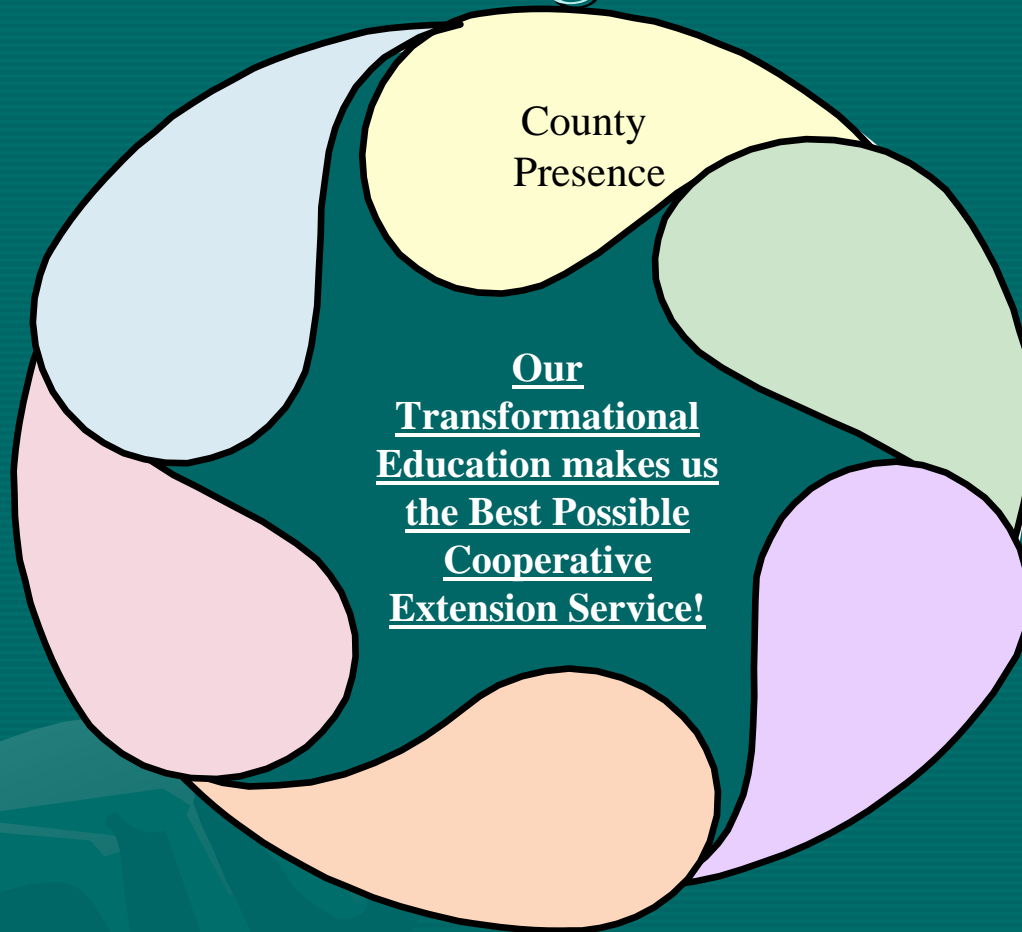 County
Presence
Our
Transformational
Education makes us
the Best Possible
Cooperative
Extension Service!